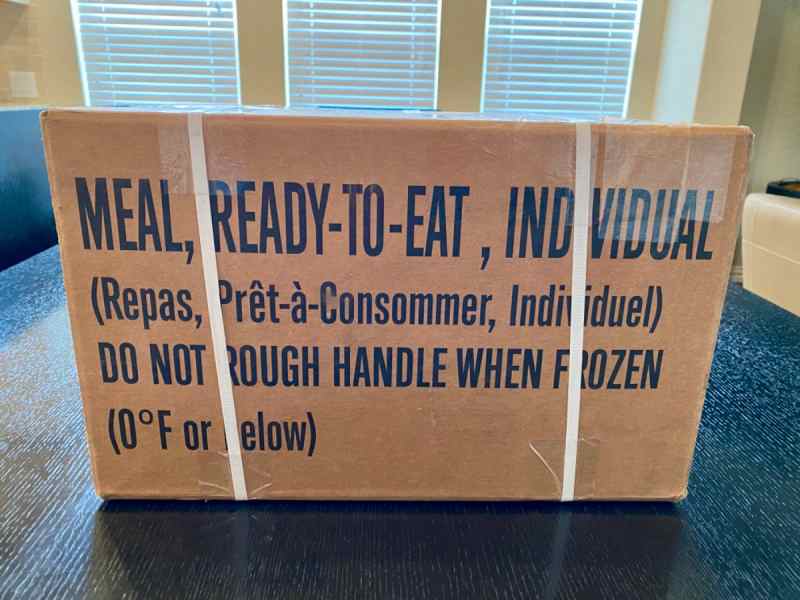 MEAL, READY-TO-EAT , INDIVIDUAL
(Repas, Prêt-à-Consommer, Individuel)
DO NOT ROUGH HANDLE WHEN FROZEN
(0°F or below)